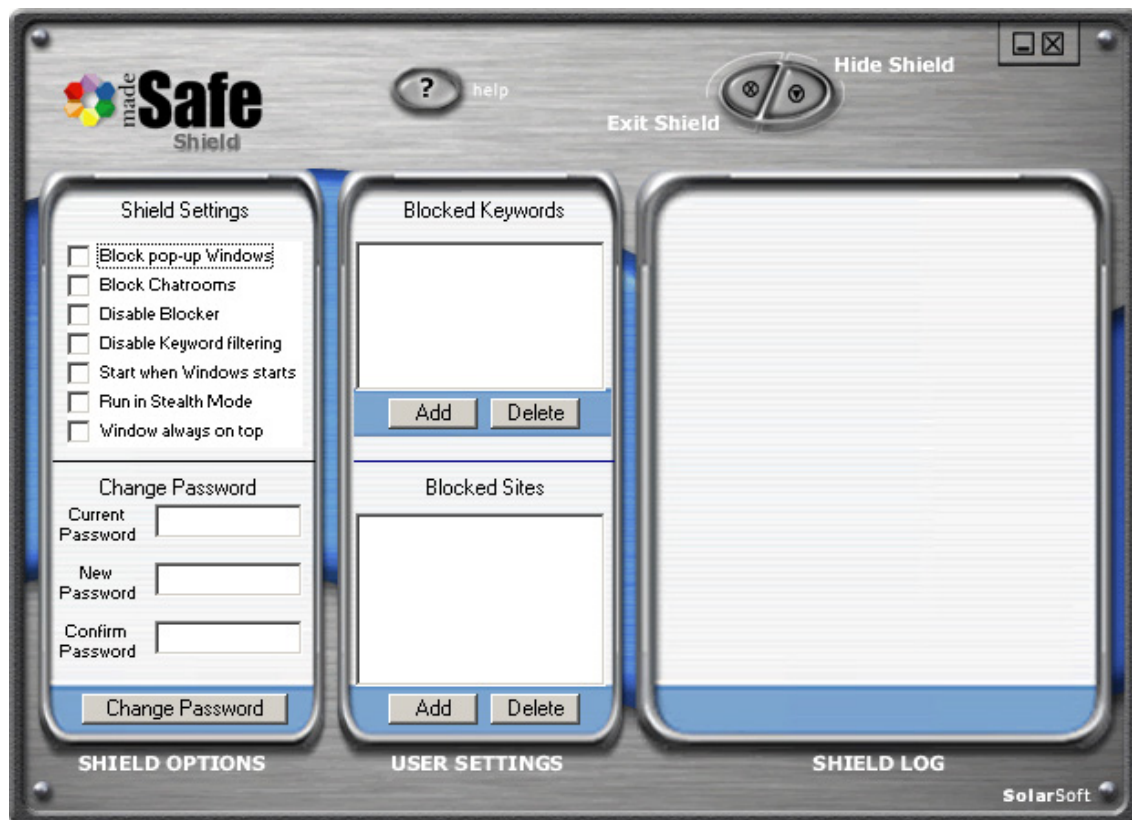 made Safe
Shield
? help
Hide Shield
Exit Shield
Shield Settings
Block pop-up Windows
Block Chatrooms
Disable Blocker
Disable Keyword filtering
Start when Windows starts
Run in Stealth Mode
Window always on top
Change Password
Current
Password
New
Password
Confirm
Password
Change Password
SHIELD OPTIONS
Blocked Keywords
Add Delete
Blocked Sites
Add Delete
USER SETTINGS
SHIELD LOG
SolarSoft